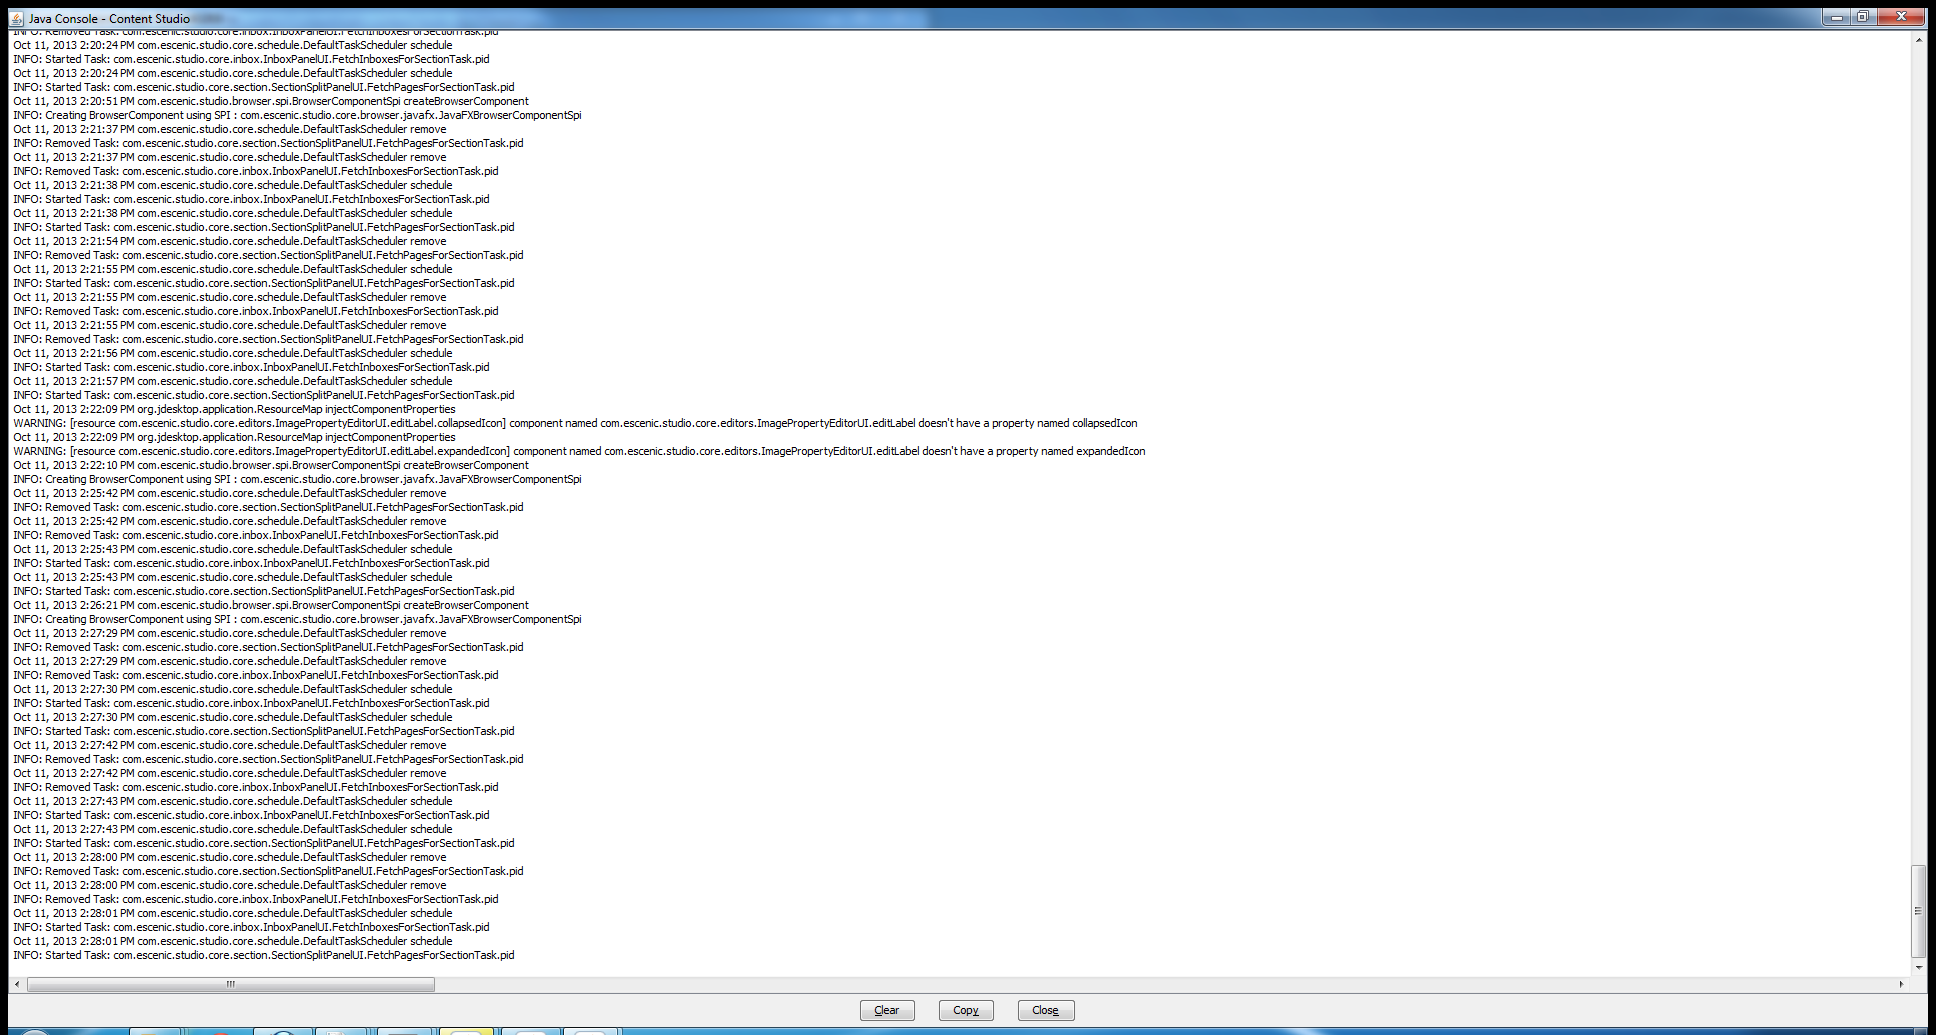 Java Console - Content Studio
INFO: Removed Task: com.escenic.studio.core.inbox.InboxPanelUI.FetchInboxesForSectionTask.pid
Oct 11, 2013 2:20:24 PM com.escenic.studio.core.schedule.DefaultTaskScheduler schedule
INFO: Started Task: com.escenic.studio.core.inbox.InboxPanelUI.FetchInboxesForSectionTask.pid
Oct 11, 2013 2:20:24 PM com.escenic.studio.core.schedule.DefaultTaskScheduler schedule
INFO: Started Task: com.escenic.studio.core.section.SectionSplitPanelUI.FetchPagesForSectionTask.pid
Oct 11, 2013 2:20:51 PM com.escenic.studio.browser.spi.BrowserComponentSpi createBrowserComponent
INFO: Creating BrowserComponent using SPI : com.escenic.studio.core.browser.javafx.JavaFXBrowserComponentSpi
Oct 11, 2013 2:21:37 PM com.escenic.studio.core.schedule.DefaultTaskScheduler remove
INFO: Removed Task: com.escenic.studio.core.section.SectionSplitPanelUI.FetchPagesForSectionTask.pid
Oct 11, 2013 2:21:37 PM com.escenic.studio.core.schedule.DefaultTaskScheduler remove
INFO: Removed Task: com.escenic.studio.core.inbox.InboxPanelUI.FetchInboxesForSectionTask.pid
Oct 11, 2013 2:21:38 PM com.escenic.studio.core.schedule.DefaultTaskScheduler schedule
INFO: Started Task: com.escenic.studio.core.inbox.InboxPanelUI.FetchInboxesForSectionTask.pid
Oct 11, 2013 2:21:38 PM com.escenic.studio.core.schedule.DefaultTaskScheduler schedule
INFO: Started Task: com.escenic.studio.core.section.SectionSplitPanelUI.FetchPagesForSectionTask.pid
Oct 11, 2013 2:21:54 PM com.escenic.studio.core.schedule.DefaultTaskScheduler remove
INFO: Removed Task: com.escenic.studio.core.section.SectionSplitPanelUI.FetchPagesForSectionTask.pid
Oct 11, 2013 2:21:55 PM com.escenic.studio.core.schedule.DefaultTaskScheduler schedule
INFO: Started Task: com.escenic.studio.core.section.SectionSplitPanelUI.FetchPagesForSectionTask.pid
Oct 11, 2013 2:21:55 PM com.escenic.studio.core.schedule.DefaultTaskScheduler remove
INFO: Removed Task: com.escenic.studio.core.inbox.InboxPanelUI.FetchInboxesForSectionTask.pid
Oct 11, 2013 2:21:55 PM com.escenic.studio.core.schedule.DefaultTaskScheduler remove
INFO: Removed Task: com.escenic.studio.core.section.SectionSplitPanelUI.FetchPagesForSectionTask.pid
Oct 11, 2013 2:21:56 PM com.escenic.studio.core.schedule.DefaultTaskScheduler schedule
INFO: Started Task: com.escenic.studio.core.inbox.InboxPanelUI.FetchInboxesForSectionTask.pid
Oct 11, 2013 2:21:57 PM com.escenic.studio.core.schedule.DefaultTaskScheduler schedule
INFO: Started Task: com.escenic.studio.core.section.SectionSplitPanelUI.FetchPagesForSectionTask.pid
Oct 11, 2013 2:22:09 PM org.jdesktop.application.ResourceMap injectComponentProperties
WARNING: [resource com.escenic.studio.core.editors.ImagePropertyEditorUI.editLabel.collapsedIcon] component named com.escenic.studio.core.editors.ImagePropertyEditorUI.editLabel doesn't have a property named collapsedIcon
Oct 11, 2013 2:22:09 PM org.jdesktop.application.ResourceMap injectComponentProperties
WARNING: [resource com.escenic.studio.core.editors.ImagePropertyEditorUI.editLabel.expandedIcon] component named com.escenic.studio.core.editors.ImagePropertyEditorUI.editLabel doesn't have a property named expandedIcon
Oct 11, 2013 2:22:10 PM com.escenic.studio.browser.spi.BrowserComponentSpi createBrowserComponent
INFO: Creating BrowserComponent using SPI : com.escenic.studio.core.browser.javafx.JavaFXBrowserComponentSpi
Oct 11, 2013 2:25:42 PM com.escenic.studio.core.schedule.DefaultTaskScheduler remove
INFO: Removed Task: com.escenic.studio.core.section.SectionSplitPanelUI.FetchPagesForSectionTask.pid
Oct 11, 2013 2:25:42 PM com.escenic.studio.core.schedule.DefaultTaskScheduler remove
INFO: Removed Task: com.escenic.studio.core.inbox.InboxPanelUI.FetchInboxesForSectionTask.pid
Oct 11, 2013 2:25:43 PM com.escenic.studio.core.schedule.DefaultTaskScheduler schedule
INFO: Started Task: com.escenic.studio.core.inbox.InboxPanelUI.FetchInboxesForSectionTask.pid
Oct 11, 2013 2:25:43 PM com.escenic.studio.core.schedule.DefaultTaskScheduler schedule
INFO: Started Task: com.escenic.studio.core.section.SectionSplitPanelUI.FetchPagesForSectionTask.pid
Oct 11, 2013 2:26:21 PM com.escenic.studio.browser.spi.BrowserComponentSpi createBrowserComponent
INFO: Creating BrowserComponent using SPI : com.escenic.studio.core.browser.javafx.JavaFXBrowserComponentSpi
Oct 11, 2013 2:27:29 PM com.escenic.studio.core.schedule.DefaultTaskScheduler remove
INFO: Removed Task: com.escenic.studio.core.section.SectionSplitPanelUI.FetchPagesForSectionTask.pid
Oct 11, 2013 2:27:29 PM com.escenic.studio.core.schedule.DefaultTaskScheduler remove
INFO: Removed Task: com.escenic.studio.core.inbox.InboxPanelUI.FetchInboxesForSectionTask.pid
Oct 11, 2013 2:27:30 PM com.escenic.studio.core.schedule.DefaultTaskScheduler schedule
INFO: Started Task: com.escenic.studio.core.inbox.InboxPanelUI.FetchInboxesForSectionTask.pid
Oct 11, 2013 2:27:30 PM com.escenic.studio.core.schedule.DefaultTaskScheduler schedule
INFO: Started Task: com.escenic.studio.core.section.SectionSplitPanelUI.FetchPagesForSectionTask.pid
Oct 11, 2013 2:27:42 PM com.escenic.studio.core.schedule.DefaultTaskScheduler remove
INFO: Removed Task: com.escenic.studio.core.section.SectionSplitPanelUI.FetchPagesForSectionTask.pid
Oct 11, 2013 2:27:42 PM com.escenic.studio.core.schedule.DefaultTaskScheduler remove
INFO: Removed Task: com.escenic.studio.core.inbox.InboxPanelUI.FetchInboxesForSectionTask.pid
Oct 11, 2013 2:27:43 PM com.escenic.studio.core.schedule.DefaultTaskScheduler schedule
INFO: Started Task: com.escenic.studio.core.inbox.InboxPanelUI.FetchInboxesForSectionTask.pid
Oct 11, 2013 2:27:43 PM com.escenic.studio.core.schedule.DefaultTaskScheduler schedule
INFO: Started Task: com.escenic.studio.core.section.SectionSplitPanelUI.FetchPagesForSectionTask.pid
Oct 11, 2013 2:28:00 PM com.escenic.studio.core.schedule.DefaultTaskScheduler remove
INFO: Removed Task: com.escenic.studio.core.section.SectionSplitPanelUI.FetchPagesForSectionTask.pid
Oct 11, 2013 2:28:00 PM com.escenic.studio.core.schedule.DefaultTaskScheduler remove
INFO: Removed Task: com.escenic.studio.core.inbox.InboxPanelUI.FetchInboxesForSectionTask.pid
Oct 11, 2013 2:28:01 PM com.escenic.studio.core.schedule.DefaultTaskScheduler schedule
INFO: Started Task: com.escenic.studio.core.inbox.InboxPanelUI.FetchInboxesForSectionTask.pid
Oct 11, 2013 2:28:01 PM com.escenic.studio.core.schedule.DefaultTaskScheduler schedule
INFO: Started Task: com.escenic.studio.core.section.SectionSplitPanelUI.FetchPagesForSectionTask.pid
Clear Copy Close